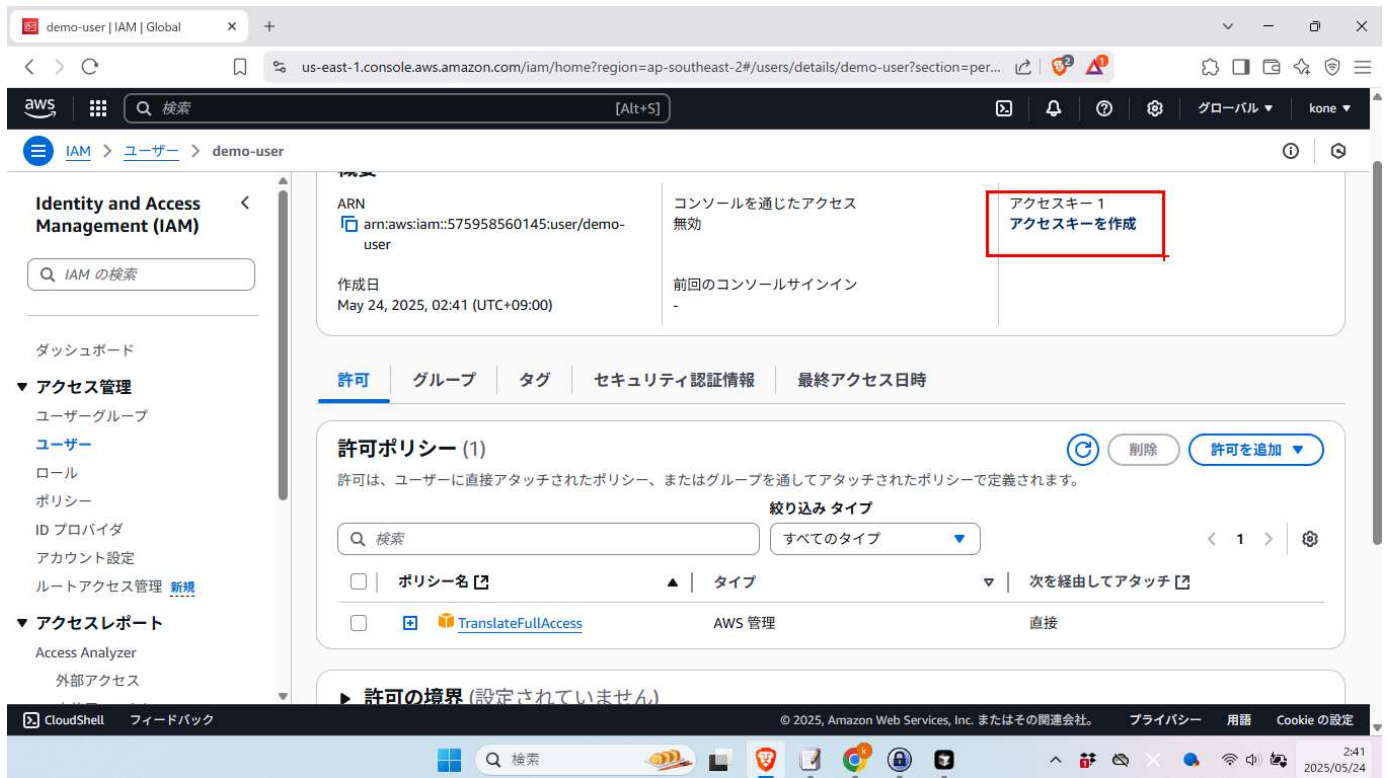 demo-user | IAM | Global
us-east-1.console.aws.amazon.com/iam/home?region=ap-southeast-2#/users/details/demo-user?section=per...
2
1
aws
検索
[Alt+S]
グローバル
kone
IAM > ユーザー > demo-user
Identity and Access Management (IAM)
IAM の検索
ダッシュボード
アクセス管理
ユーザーグループ
ユーザー
ロール
ポリシー
ID プロバイダ
アカウント設定
ルートアクセス管理 新規
アクセスレポート
Access Analyzer
外部アクセス
概要
ARN
arn:aws:iam::575958560145:user/demo-
user
コンソールを通じたアクセス
無効
アクセスキー 1
アクセスキーを作成
作成日
May 24, 2025, 02:41 (UTC+09:00)
前回のコンソールサインイン
-
許可
グループ
タグ
セキュリティ認証情報
最終アクセス日時
許可ポリシー (1)
削除
許可を追加
許可は、ユーザーに直接アタッチされたポリシー、またはグループを通してアタッチされたポリシーで定義されます。
絞り込み タイプ
検索
すべてのタイプ
1
ポリシー名
タイプ
次を経由してアタッチ
TranslateFullAccess
AWS 管理
直接
許可の境界 (設定されていません)
CloudShell
フィードバック
© 2025, Amazon Web Services, Inc. またはその関連会社。
プライバシー
用語
Cookie の設定
検索
2:41
2025/05/24